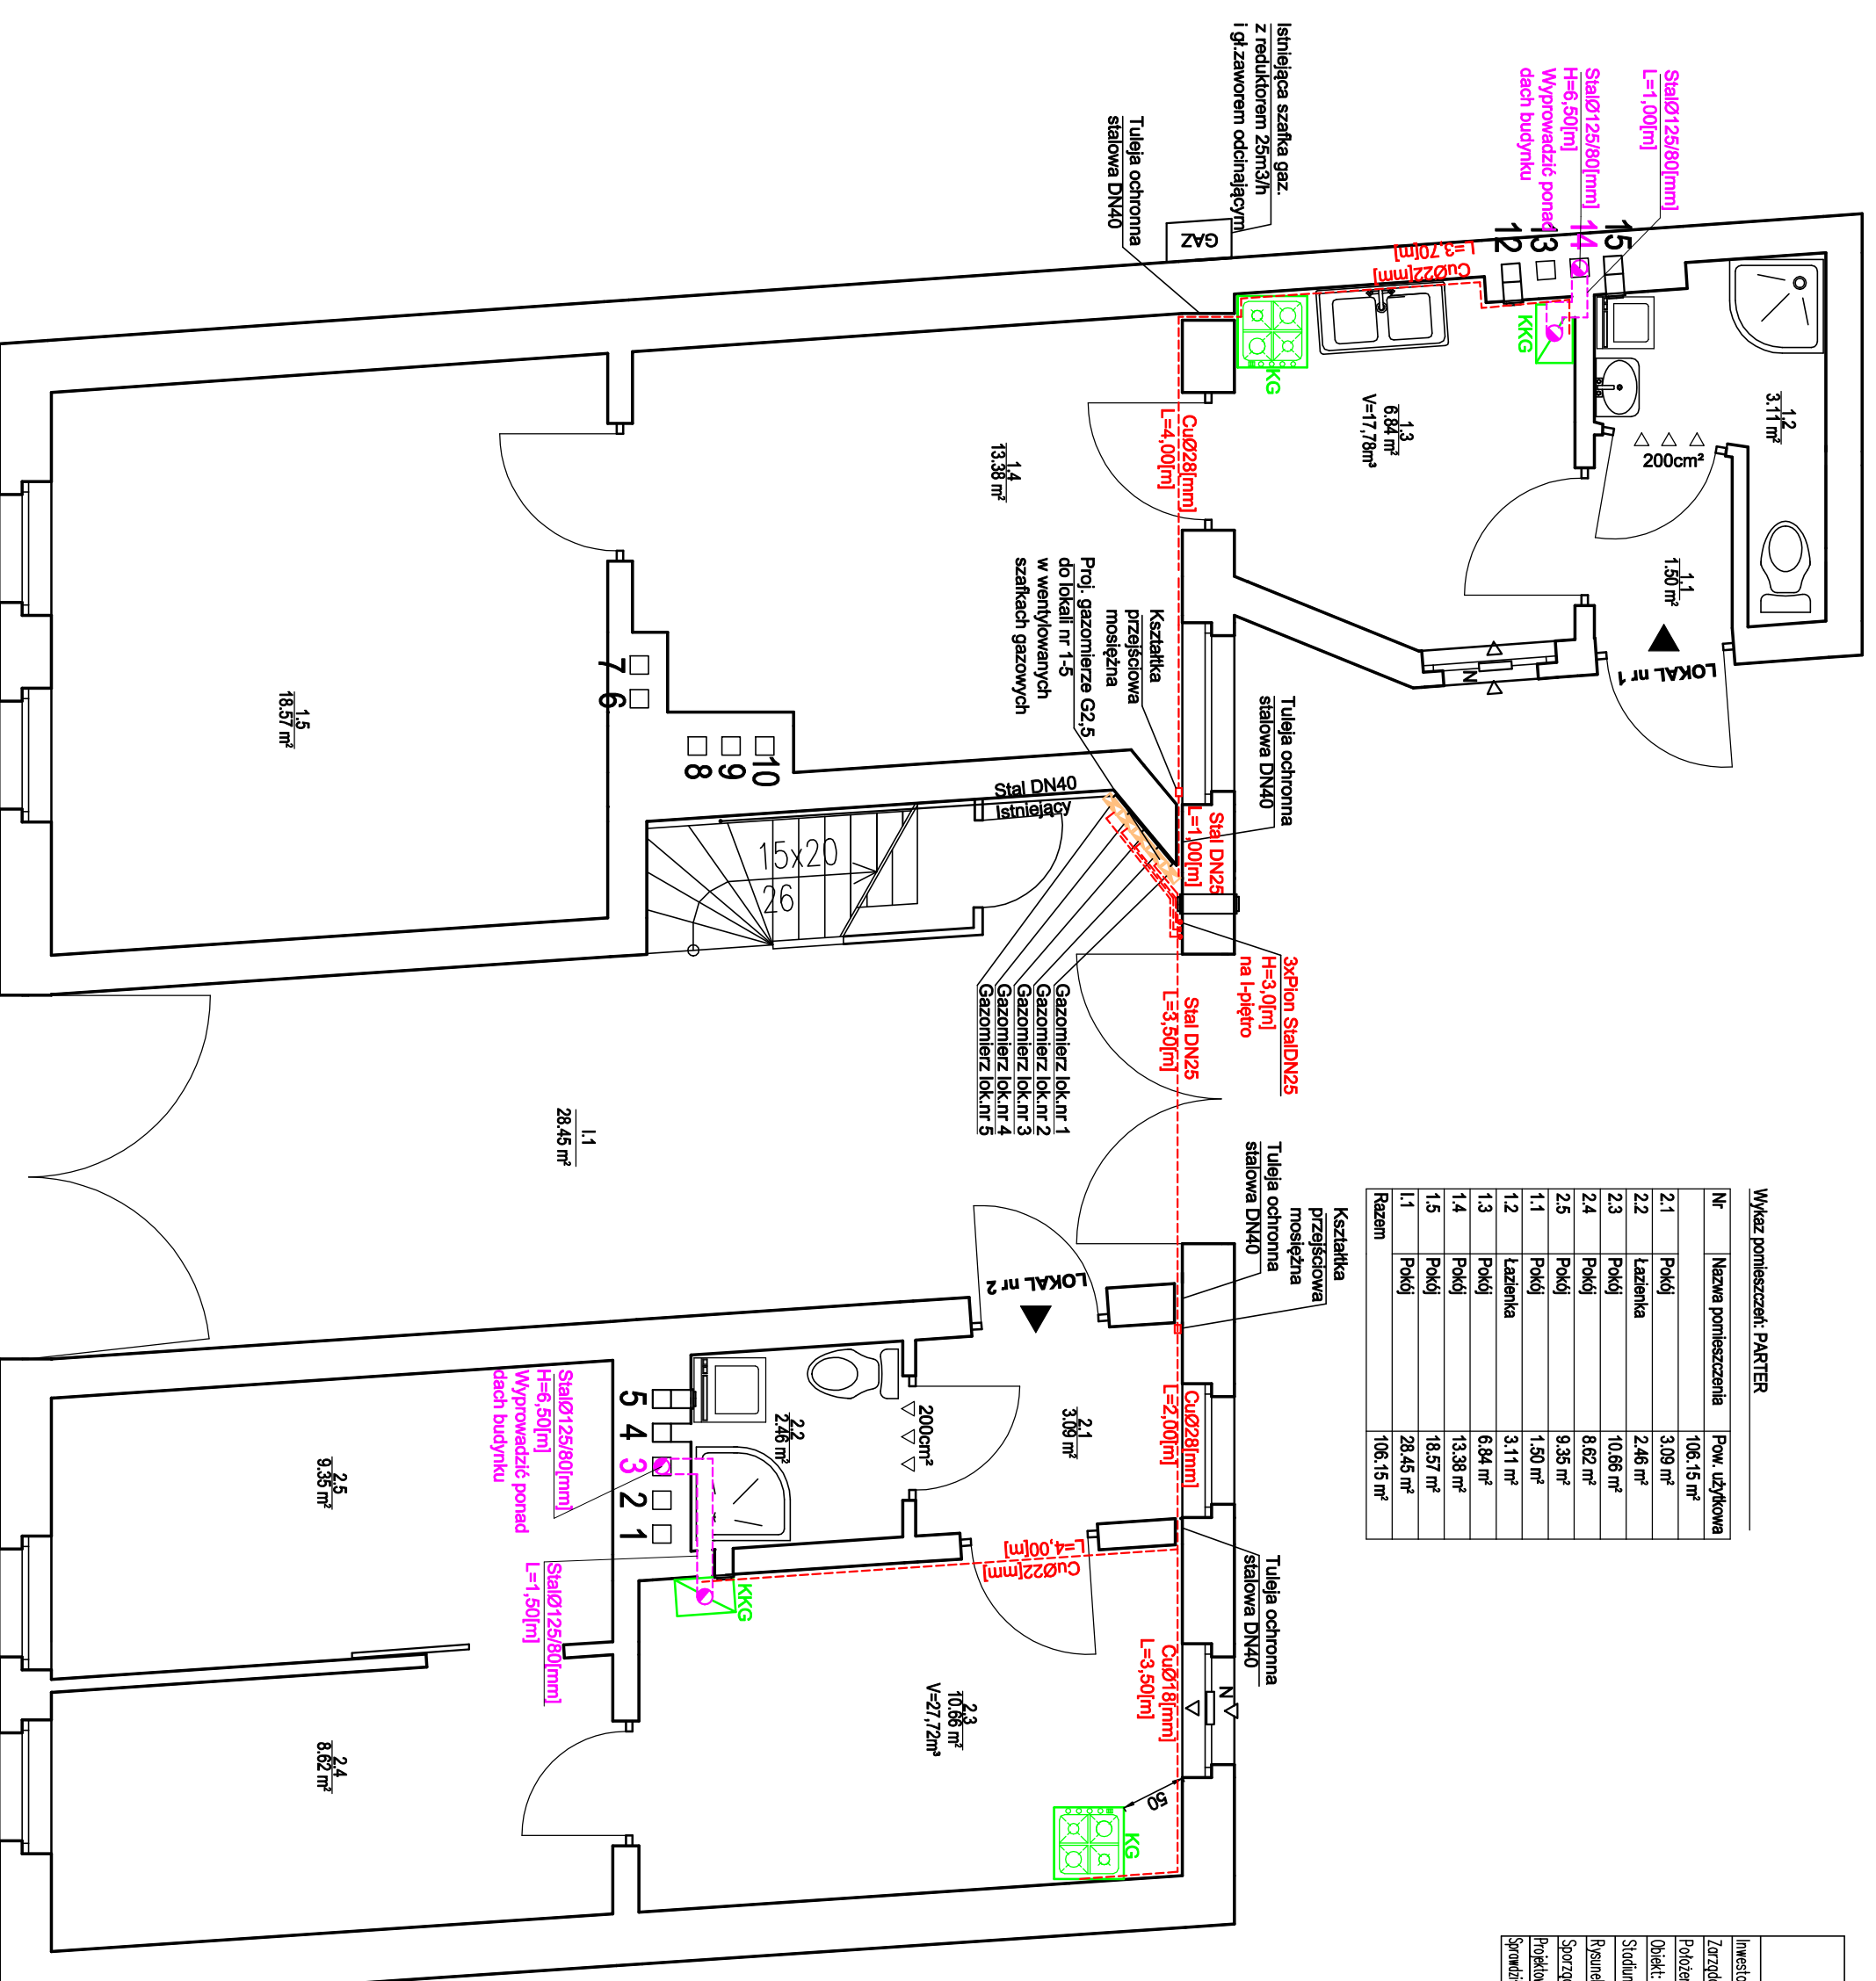 Wykaz pomieszczeń: PARTER
Nr Nazwa pomieszczenia Pow. użytkowa
106.15 m²
2.1 Pokój 3.09 m²
2.2 Łazienka 2.46 m²
2.3 Pokój 10.66 m²
2.4 Pokój 8.62 m²
2.5 Pokój 9.35 m²
1.1 Pokój 1.50 m²
1.2 Łazienka 3.11 m²
1.3 Pokój 6.84 m²
1.4 Pokój 13.38 m²
1.5 Pokój 18.57 m²
I.1 Pokój 28.45 m²
Razem 106.15 m²
StalØ125/80[mm]
L=1,00[m]
StalØ125/80[mm]
H=6,50[m]
Wyprowadzić ponad
dach budynku
15
14
13
12
Istniejąca szafka gaz.
z reduktorem 25m3/h
i gł.zaworem odcinającym
Tuleja ochronna
stalowa DN40
GAZ
CuØ22[mm]
L=3,70[m]
KKG
KG
1.2
3.11 m²
200cm²
1.1
1.50 m²
LOKAL nr 1
1.3
6.84 m²
V=17,78m³
N
CuØ28[mm]
L=4,00[m]
1.4
13.38 m²
Kształtka
przejściowa
mosiężna
Proj. gazomierze G2,5
do lokali nr 1-5
w wentylowanych
szafkach gazowych
Tuleja ochronna
stalowa DN40
Stal DN25
L=1,00[m]
Stal DN40
Istniejący
1.5
18.57 m²
7
6
10
9
8
15x20
26
3xPion StalDN25
H=3,0[m]
na I-piętro
Stal DN25
L=3,50[m]
Gazomierz lok.nr 1
Gazomierz lok.nr 2
Gazomierz lok.nr 3
Gazomierz lok.nr 4
Gazomierz lok.nr 5
I.1
28.45 m²
Kształtka
przejściowa
mosiężna
Tuleja ochronna
stalowa DN40
LOKAL nr 2
CuØ28[mm]
L=2,00[m]
2.1
3.09 m²
200cm²
2.2
2.46 m²
5
4
3
2
1
StalØ125/80[mm]
H=6,50[m]
Wyprowadzić ponad
dach budynku
StalØ125/80[mm]
L=1,50[m]
2.5
9.35 m²
CuØ22[mm]
L=4,00[m]
KKG
Tuleja ochronna
stalowa DN40
CuØ18[mm]
L=3,50[m]
N
2.3
10.66 m²
V=27,72m³
50
KG
2.4
8.62 m²
Obiekt: